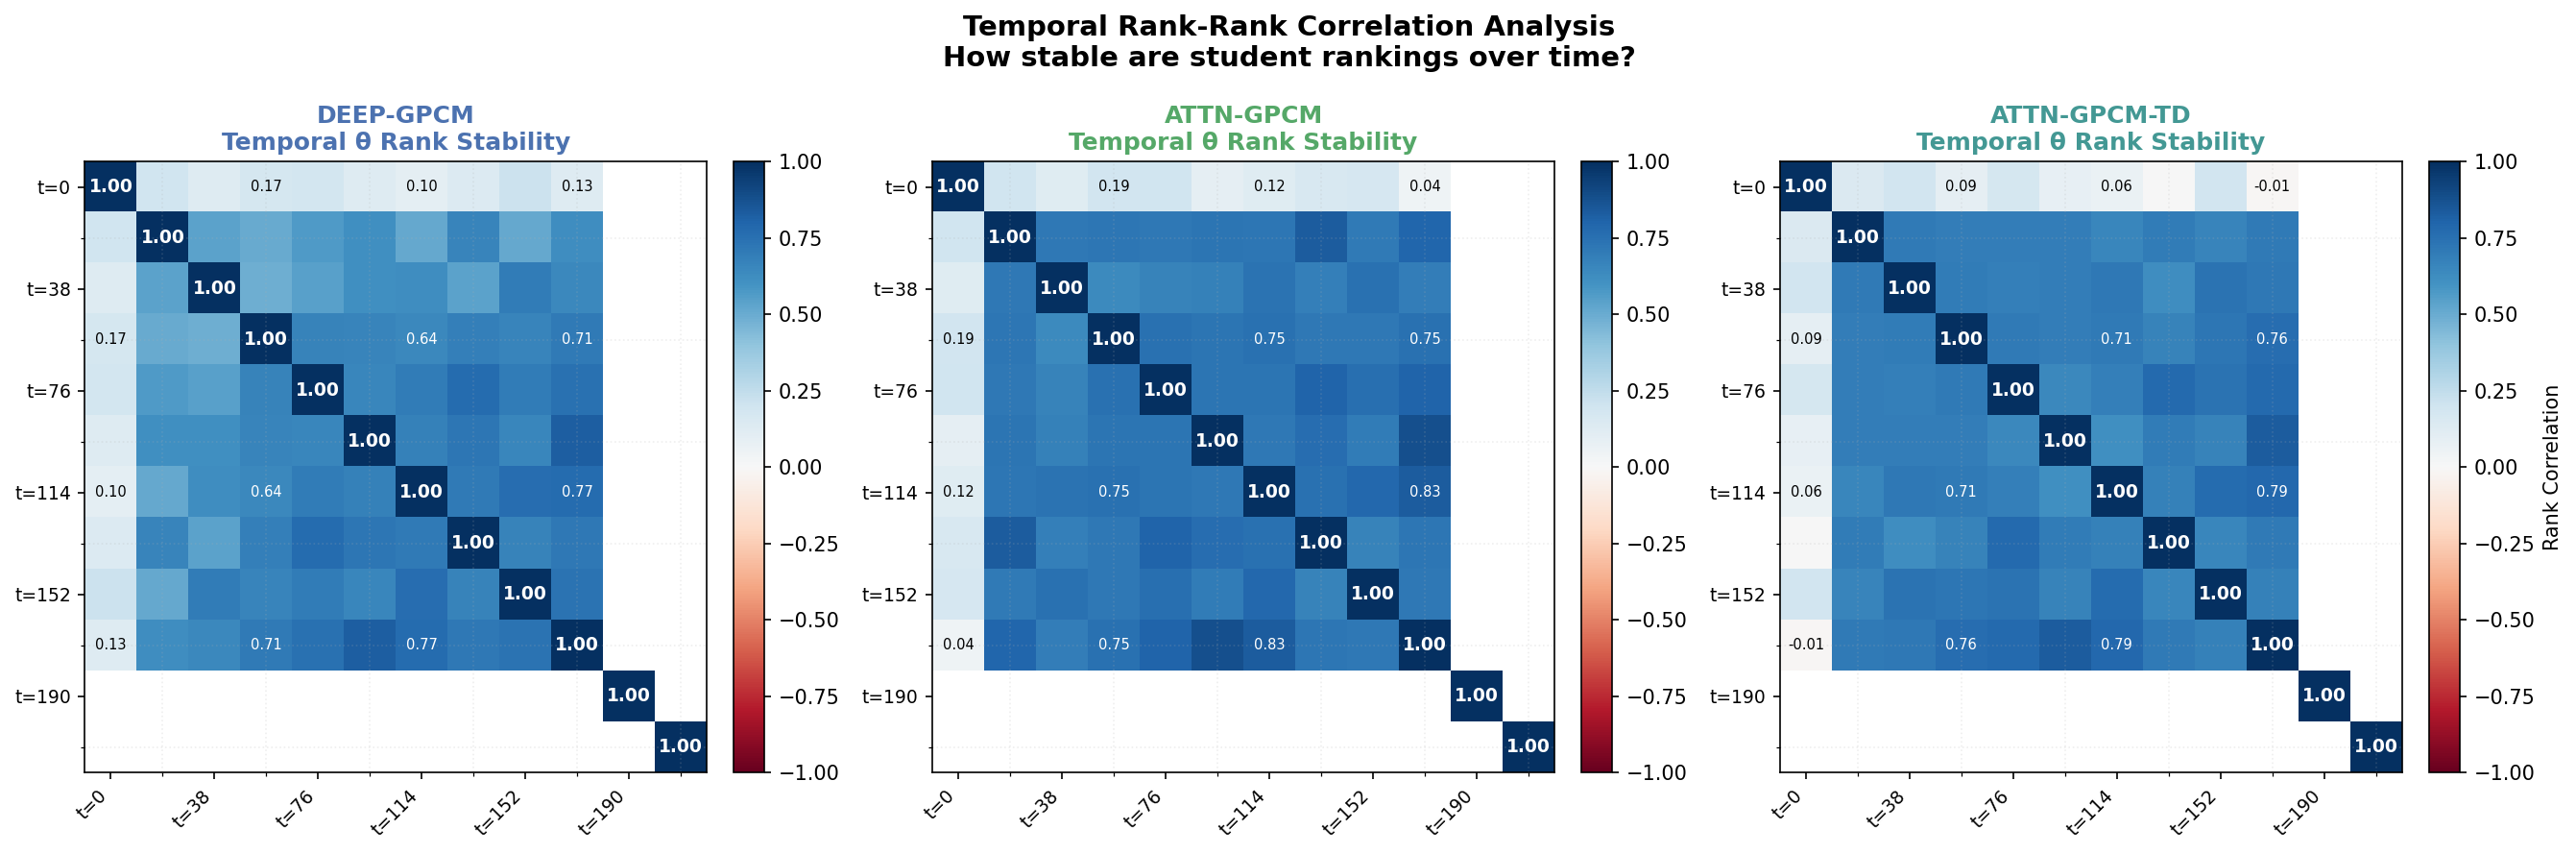 Temporal Rank-Rank Correlation Analysis
How stable are student rankings over time?
DEEP-GPCM
Temporal θ Rank Stability
t=0
t=38
t=76
t=114
t=152
t=190
1.00 0.17 0.10 0.13
1.00
1.00
0.17 1.00 0.64 0.71
1.00
1.00
0.10 0.64 1.00 0.77
1.00
1.00
0.13 0.71 0.77 1.00
1.00
1.00
t=0 t=38 t=76 t=114 t=152 t=190
1.00
0.75
0.50
0.25
0.00
−0.25
−0.50
−0.75
−1.00
ATTN-GPCM
Temporal θ Rank Stability
t=0
t=38
t=76
t=114
t=152
t=190
1.00 0.19 0.12 0.04
1.00
1.00
0.19 1.00 0.75 0.75
1.00
1.00
0.12 0.75 1.00 0.83
1.00
1.00
0.04 0.75 0.83 1.00
1.00
1.00
t=0 t=38 t=76 t=114 t=152 t=190
1.00
0.75
0.50
0.25
0.00
−0.25
−0.50
−0.75
−1.00
ATTN-GPCM-TD
Temporal θ Rank Stability
t=0
t=38
t=76
t=114
t=152
t=190
1.00 0.09 0.06 -0.01
1.00
1.00
0.09 1.00 0.71 0.76
1.00
1.00
0.06 0.71 1.00 0.79
1.00
1.00
-0.01 0.76 0.79 1.00
1.00
1.00
t=0 t=38 t=76 t=114 t=152 t=190
1.00
0.75
0.50
0.25
0.00
−0.25
−0.50
−0.75
−1.00
Rank Correlation